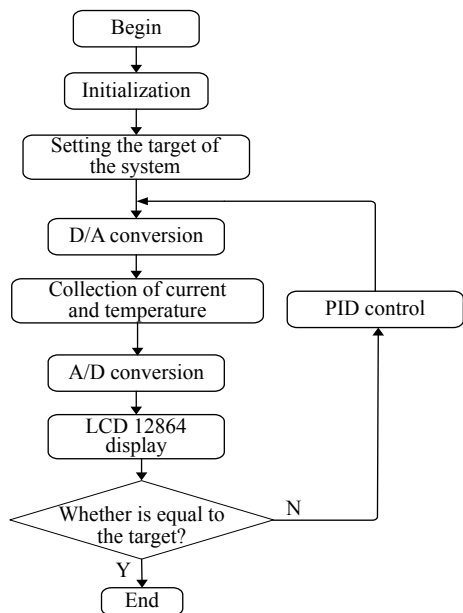 Begin
Initialization
Setting the target of
the system
D/A conversion
Collection of current
and temperature
PID control
A/D conversion
LCD 12864
display
Whether is equal to
the target?
N
Y
End